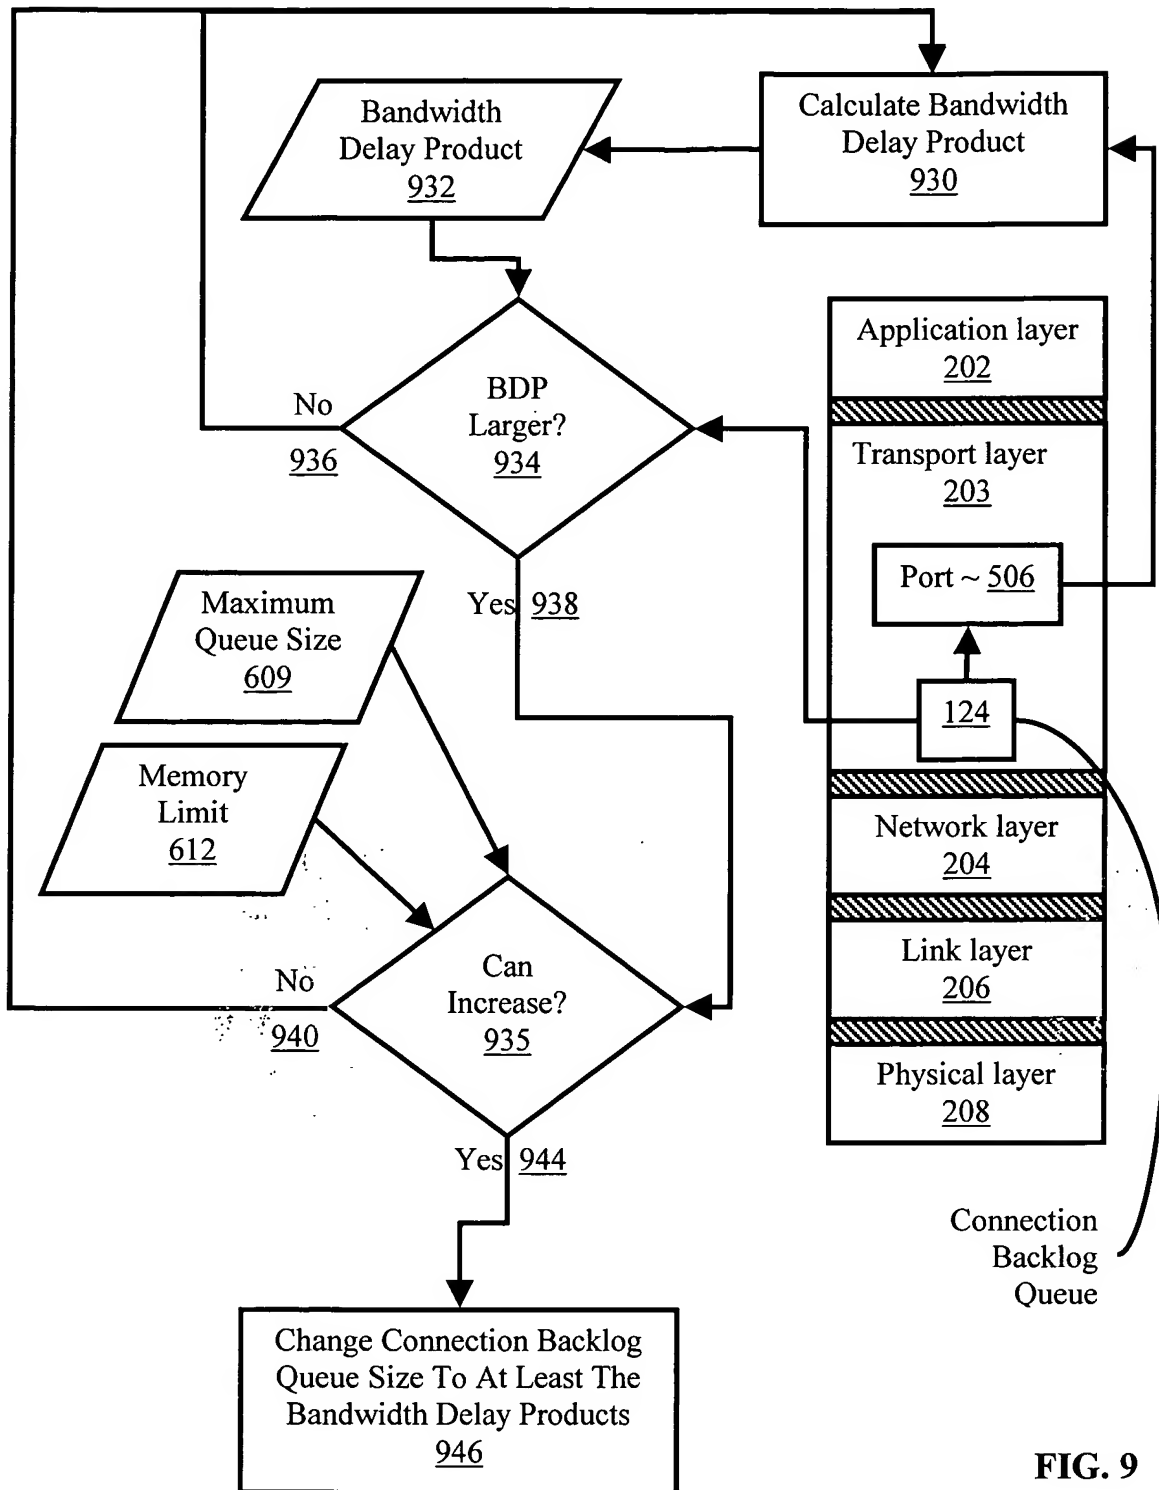 Bandwidth
Delay Product
932
Calculate Bandwidth
Delay Product
930
Application layer
202
BDP
Larger?
934
No
936
Transport layer
203
Port ~ 506
Yes 938
Maximum
Queue Size
609
124
Memory
Limit
612
Network layer
204
Can
Increase?
935
No
940
Link layer
206
Physical layer
208
Yes 944
Connection
Backlog
Queue
Change Connection Backlog
Queue Size To At Least The
Bandwidth Delay Products
946
FIG. 9